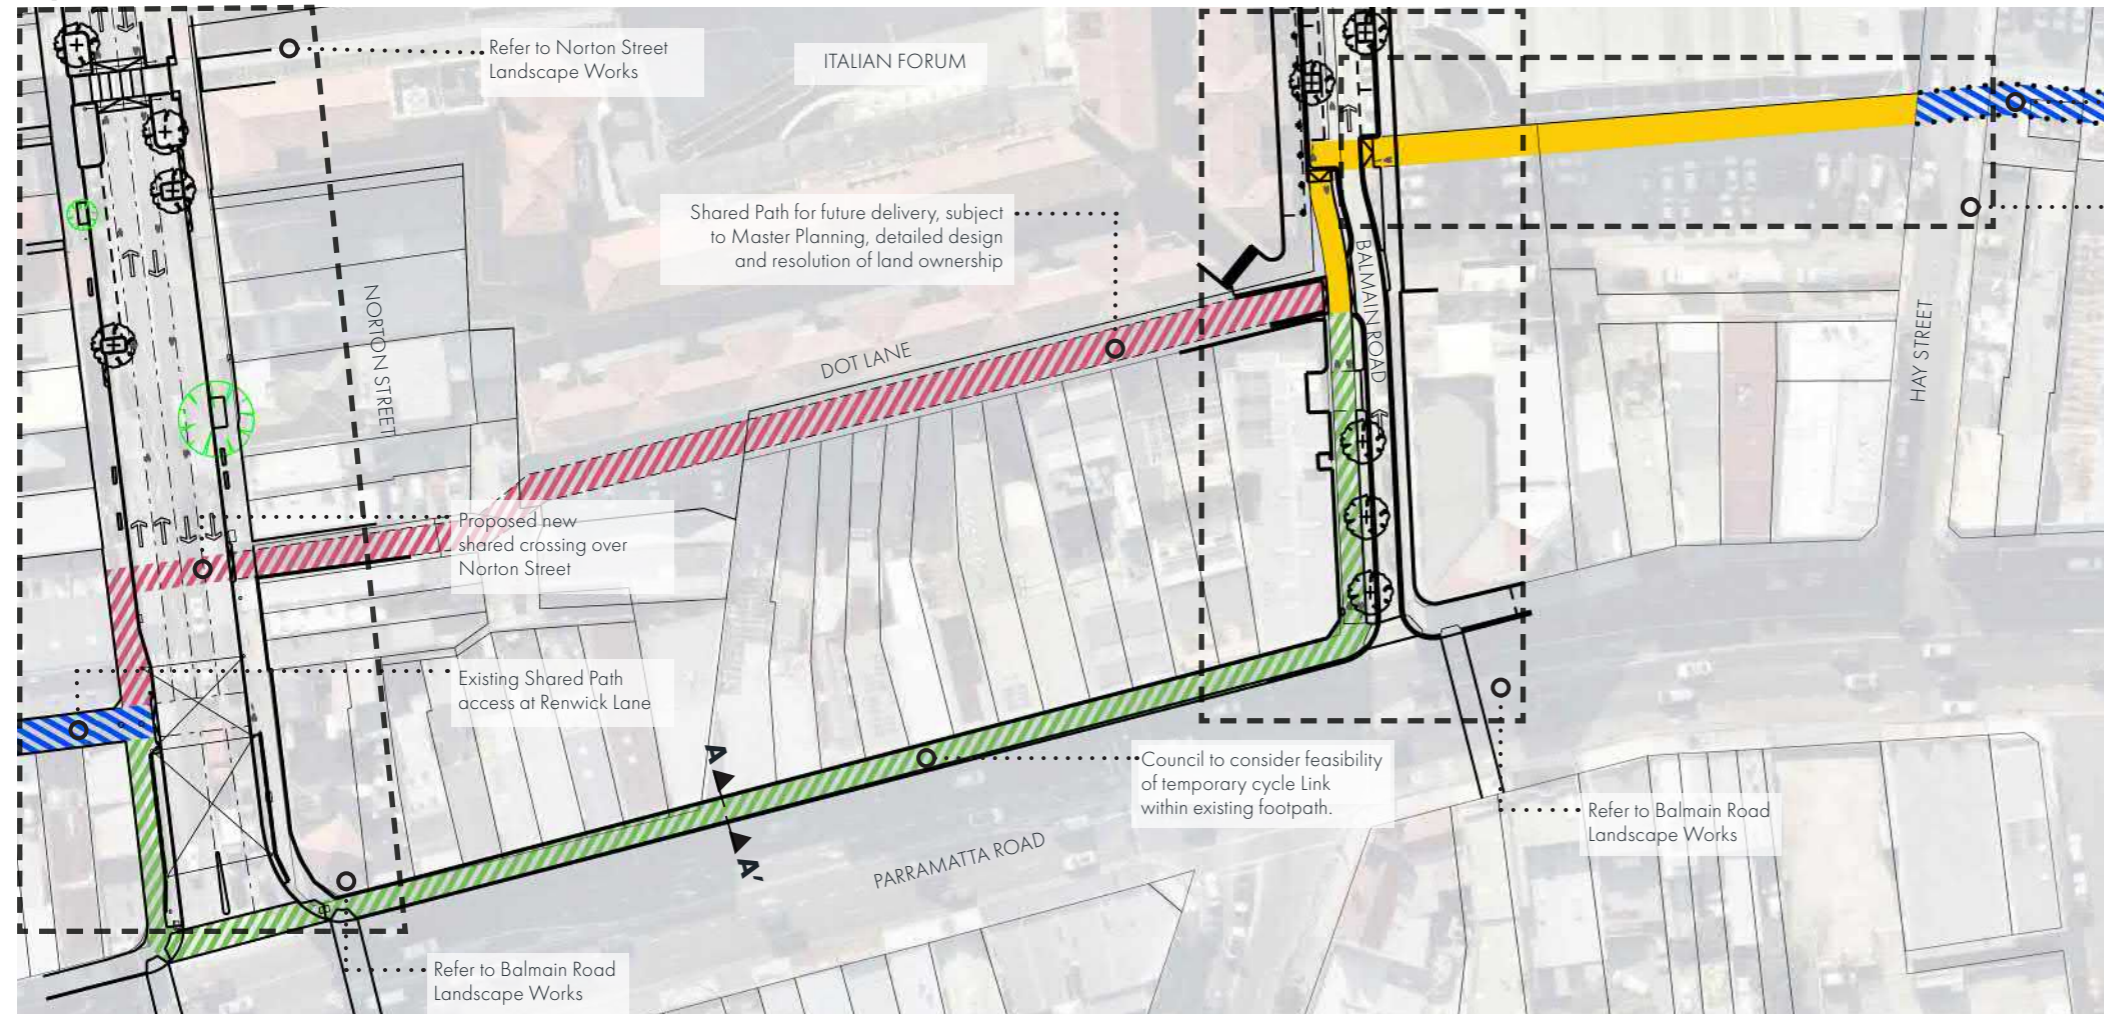 Refer to Norton Street
Landscape Works
ITALIAN FORUM
Shared Path for future delivery, subject
to Master Planning, detailed design
and resolution of land ownership
NORTON STREET
BALMAIN ROAD
HAY STREET
DOT LANE
Proposed new
shared crossing over
Norton Street
Existing Shared Path
access at Renwick Lane
A
A'
Council to consider feasibility
of temporary cycle Link
within existing footpath.
Refer to Balmain Road
Landscape Works
PARRAMATTA ROAD
Refer to Balmain Road
Landscape Works